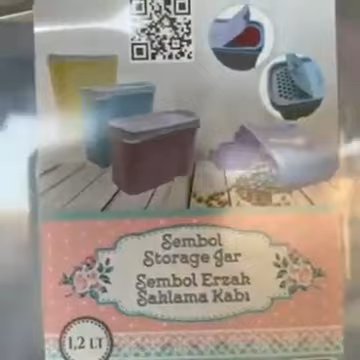 Sembol
Storage Jar
Sembol Erzak
Saklama Kabı
1,2 LT